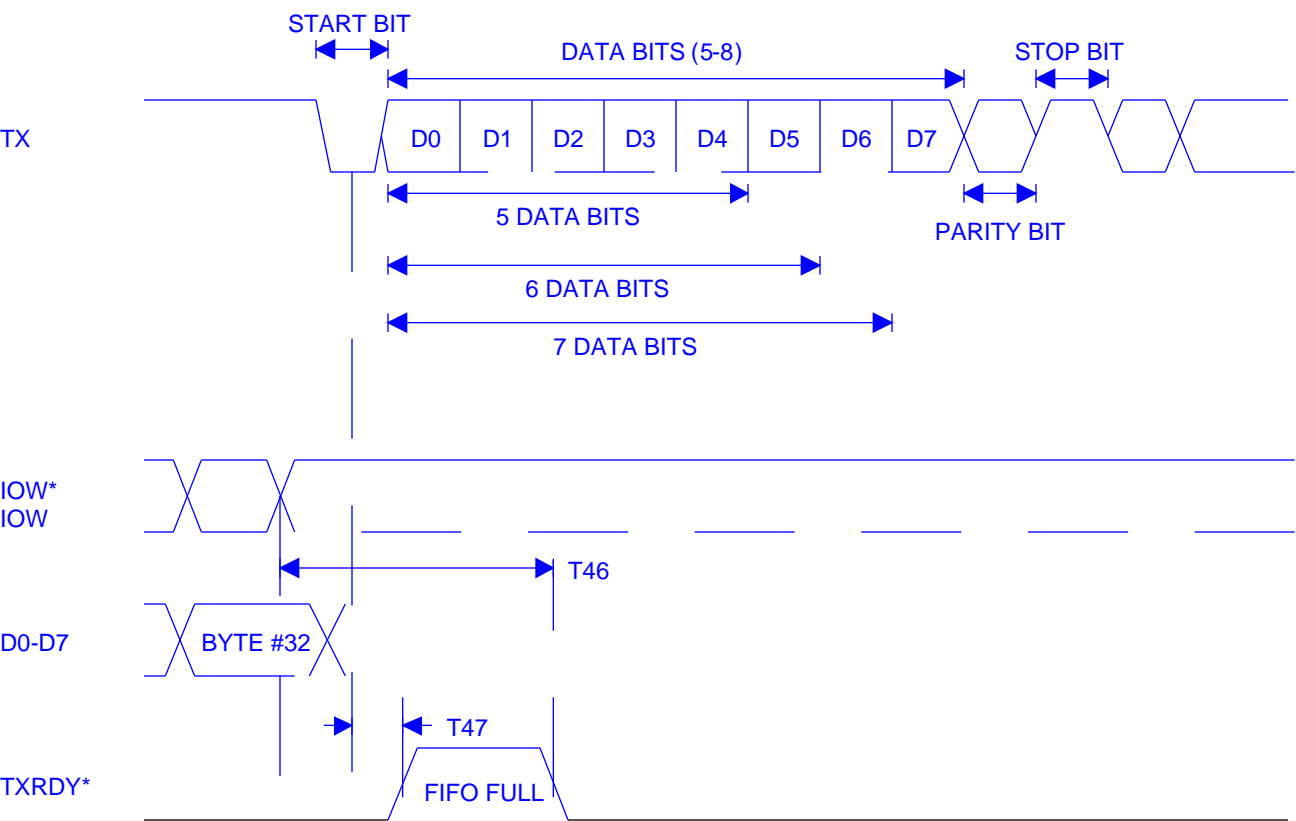 START BIT
DATA BITS (5-8)
STOP BIT
TX
D0 D1 D2 D3 D4 D5 D6 D7
5 DATA BITS
PARITY BIT
6 DATA BITS
7 DATA BITS
IOW*
IOW
T46
D0-D7
BYTE #32
T47
TXRDY*
FIFO FULL